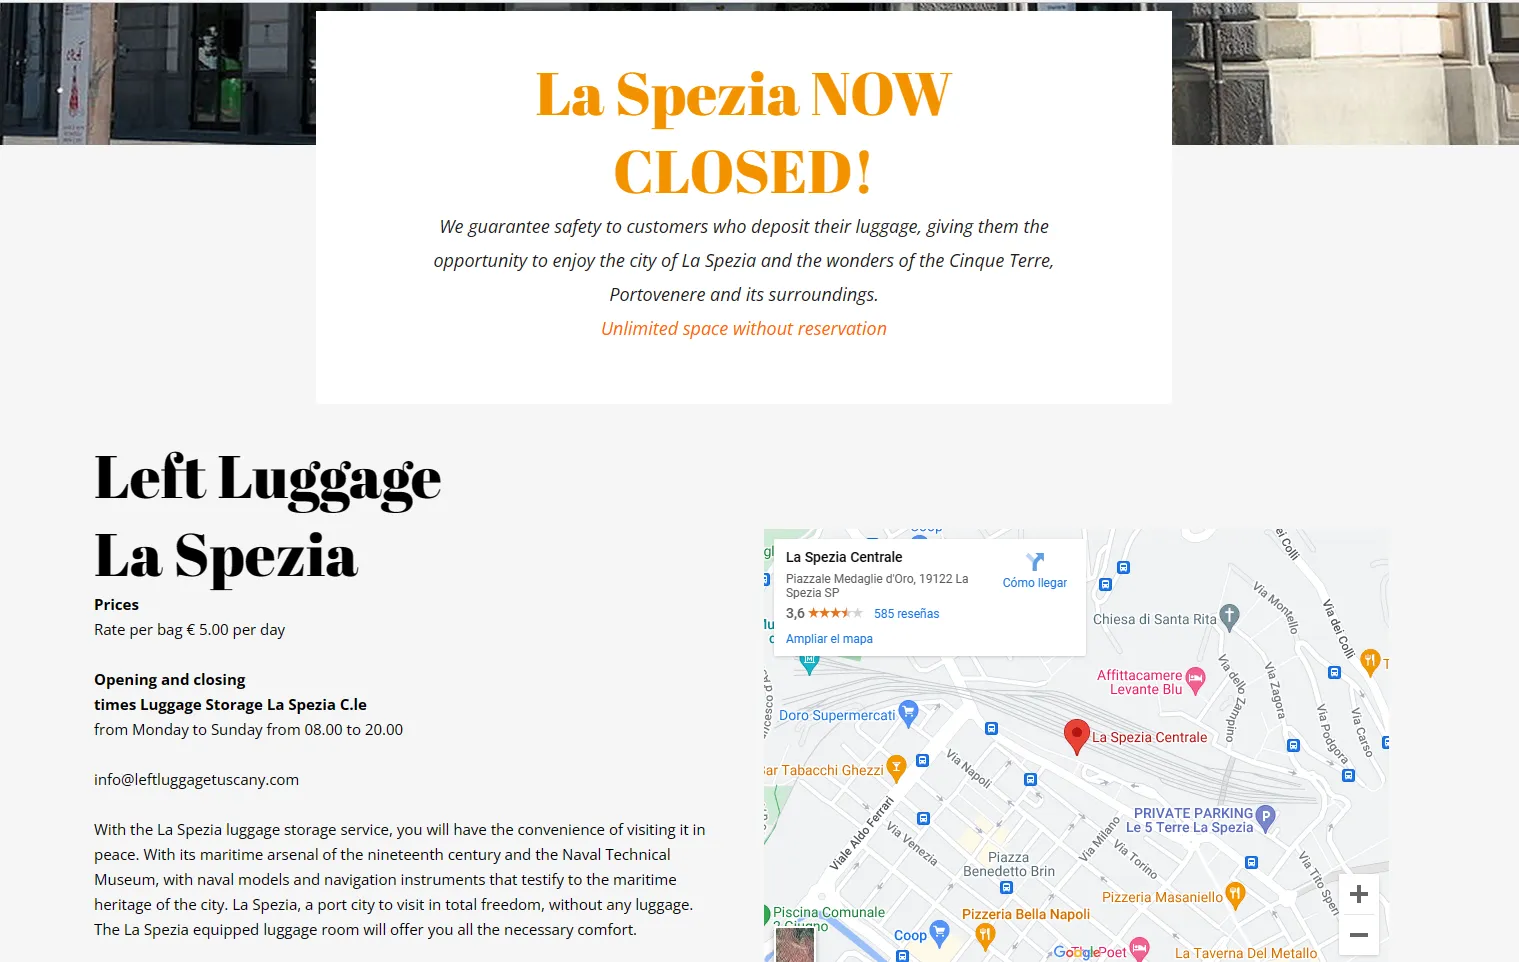 La Spezia NOW
CLOSED!
We guarantee safety to customers who deposit their luggage, giving them the
opportunity to enjoy the city of La Spezia and the wonders of the Cinque Terre,
Portovenere and its surroundings.
Unlimited space without reservation
Left Luggage
La Spezia
Prices
Rate per bag € 5.00 per day
Opening and closing
times Luggage Storage La Spezia C.le
from Monday to Sunday from 08.00 to 20.00
info@leftluggagetuscany.com
With the La Spezia luggage storage service, you will have the convenience of visiting it in
peace. With its maritime arsenal of the nineteenth century and the Naval Technical
Museum, with naval models and navigation instruments that testify to the maritime
heritage of the city. La Spezia, a port city to visit in total freedom, without any luggage.
The La Spezia equipped luggage room will offer you all the necessary comfort.
Coop
La Spezia Centrale
Piazzale Medaglie d'Oro, 19122 La
Spezia SP
Cómo llegar
3,6
585 reseñas
Ampliar el mapa
Via dei Colli
Via Montello
Via dei Colli
Chiesa di Santa Rita
Affittacamere
Levante Blu
Via dello Zampino
Via Zagora
Via Podgora
Via Carso
Doro Supermercati
La Spezia Centrale
Bar Tabacchi Ghezzi
Via Napoli
PRIVATE PARKING
Le 5 Terre La Spezia
P
Viale Aldo Ferrari
Via Venezia
Via Milano
Via Torino
Piazza
Benedetto Brin
Via Tito Speri
Pizzeria Masaniello
Piscina Comunale
2 Giugno
Pizzeria Bella Napoli
Coop
Google
The Poet
La Taverna Del Metallo